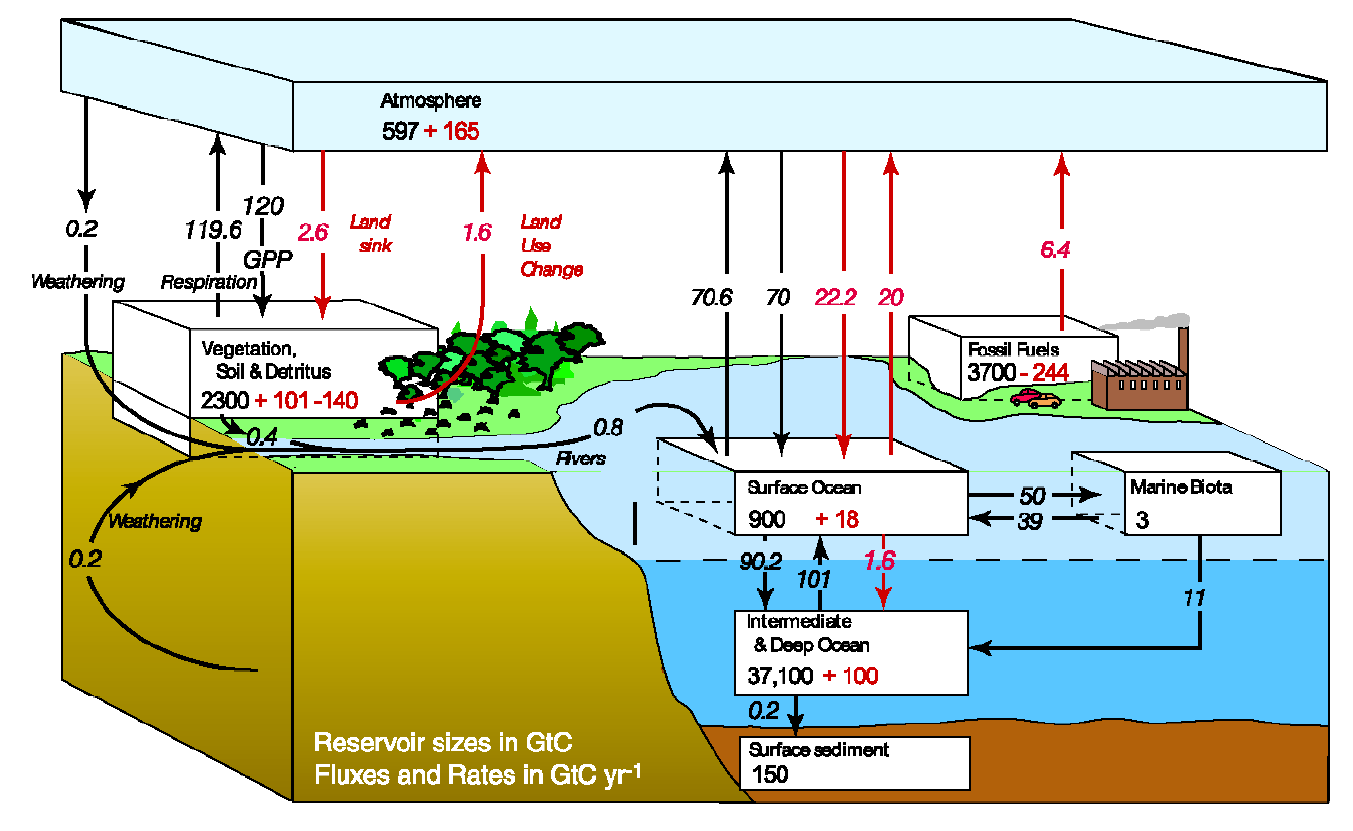 Atmosphere
597 + 165
0.2
Weathering
119.6
Respiration
120
GPP
2.6
Land
sink
1.6
Land
Use
Change
70.6
70
22.2
20
6.4
Vegetation,
Soil & Detritus
2300 + 101 -140
Fossil Fuels
3700 - 244
0.4
0.8
Rivers
Surface Ocean
900 + 18
50
39
Marine Biota
3
Weathering
0.2
90.2
101
1.6
11
Intermediate
& Deep Ocean
37,100 + 100
0.2
Surface sediment
150
Reservoir sizes in GtC
Fluxes and Rates in GtC yr⁻¹